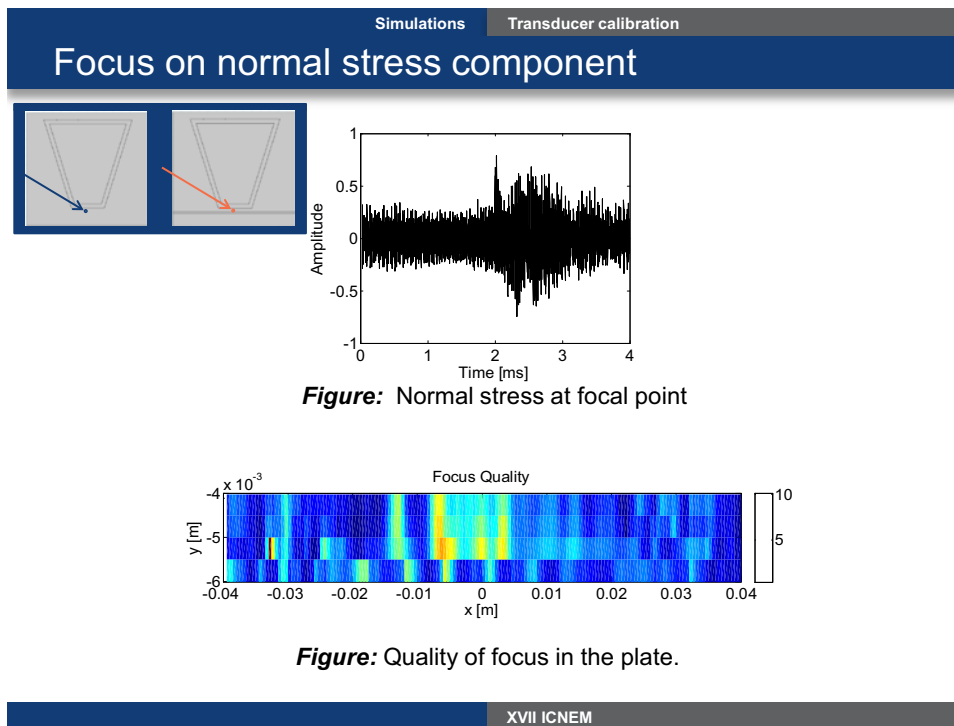 Simulations Transducer calibration
Focus on normal stress component
1
0.5
0
-0.5
-1
Amplitude
0 1 2 3 4
Time [ms]
Figure: Normal stress at focal point
Focus Quality
x 10^-3
-4
-5
-6
y [m]
10
5
-0.04 -0.03 -0.02 -0.01 0 0.01 0.02 0.03 0.04
x [m]
Figure: Quality of focus in the plate.
XVII ICNEM